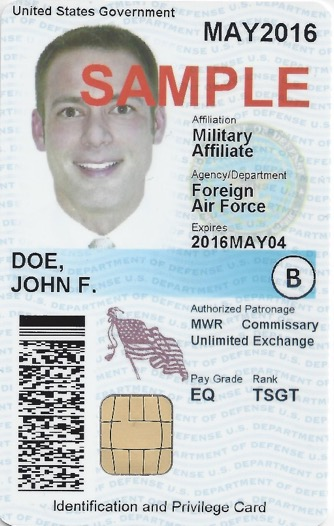 United States Government
MAY2016
SAMPLE
Affiliation
Military
Affiliate
Agency/Department
Foreign
Air Force
Expires
2016MAY04
DOE,
JOHN F.
B
Authorized Patronage
MWR Commissary
Unlimited Exchange
Pay Grade Rank
EQ TSGT
Identification and Privilege Card